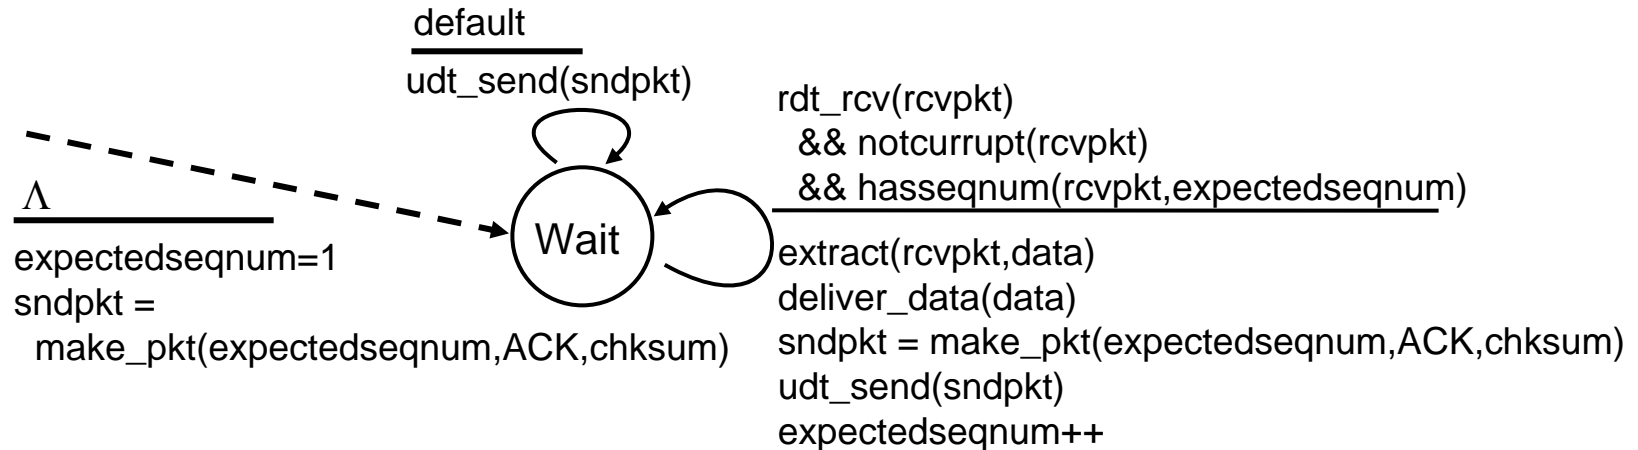 default
udt_send(sndpkt)
rdt_rcv(rcvpkt)
&& notcurrupt(rcvpkt)
&& hasseqnum(rcvpkt,expectedseqnum)
Λ
Wait
expectedseqnum=1
sndpkt =
make_pkt(expectedseqnum,ACK,chksum)
extract(rcvpkt,data)
deliver_data(data)
sndpkt = make_pkt(expectedseqnum,ACK,chksum)
udt_send(sndpkt)
expectedseqnum++